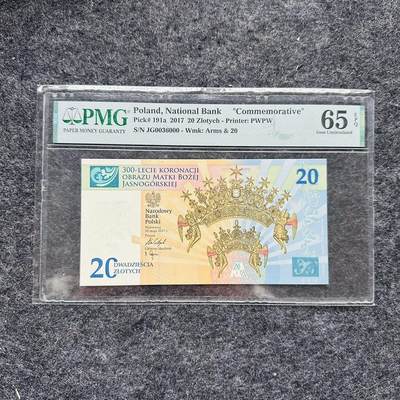 PMG
PAPER MONEY GUARANTY
Poland, National Bank "Commemorative"
Pick# 191a 2017 20 Zlotych - Printer: PWPW
S/N JG0036000 - Wmk: Arms & 20
65 EPQ
Gem Uncirculated
300-LECIE KORONACJI
OBRAZU MATKI BOŻEJ
JASNOGÓRSKIEJ
20
Narodowy
Bank
Polski
20 DWADZIEŚCIA
ZŁOTYCH